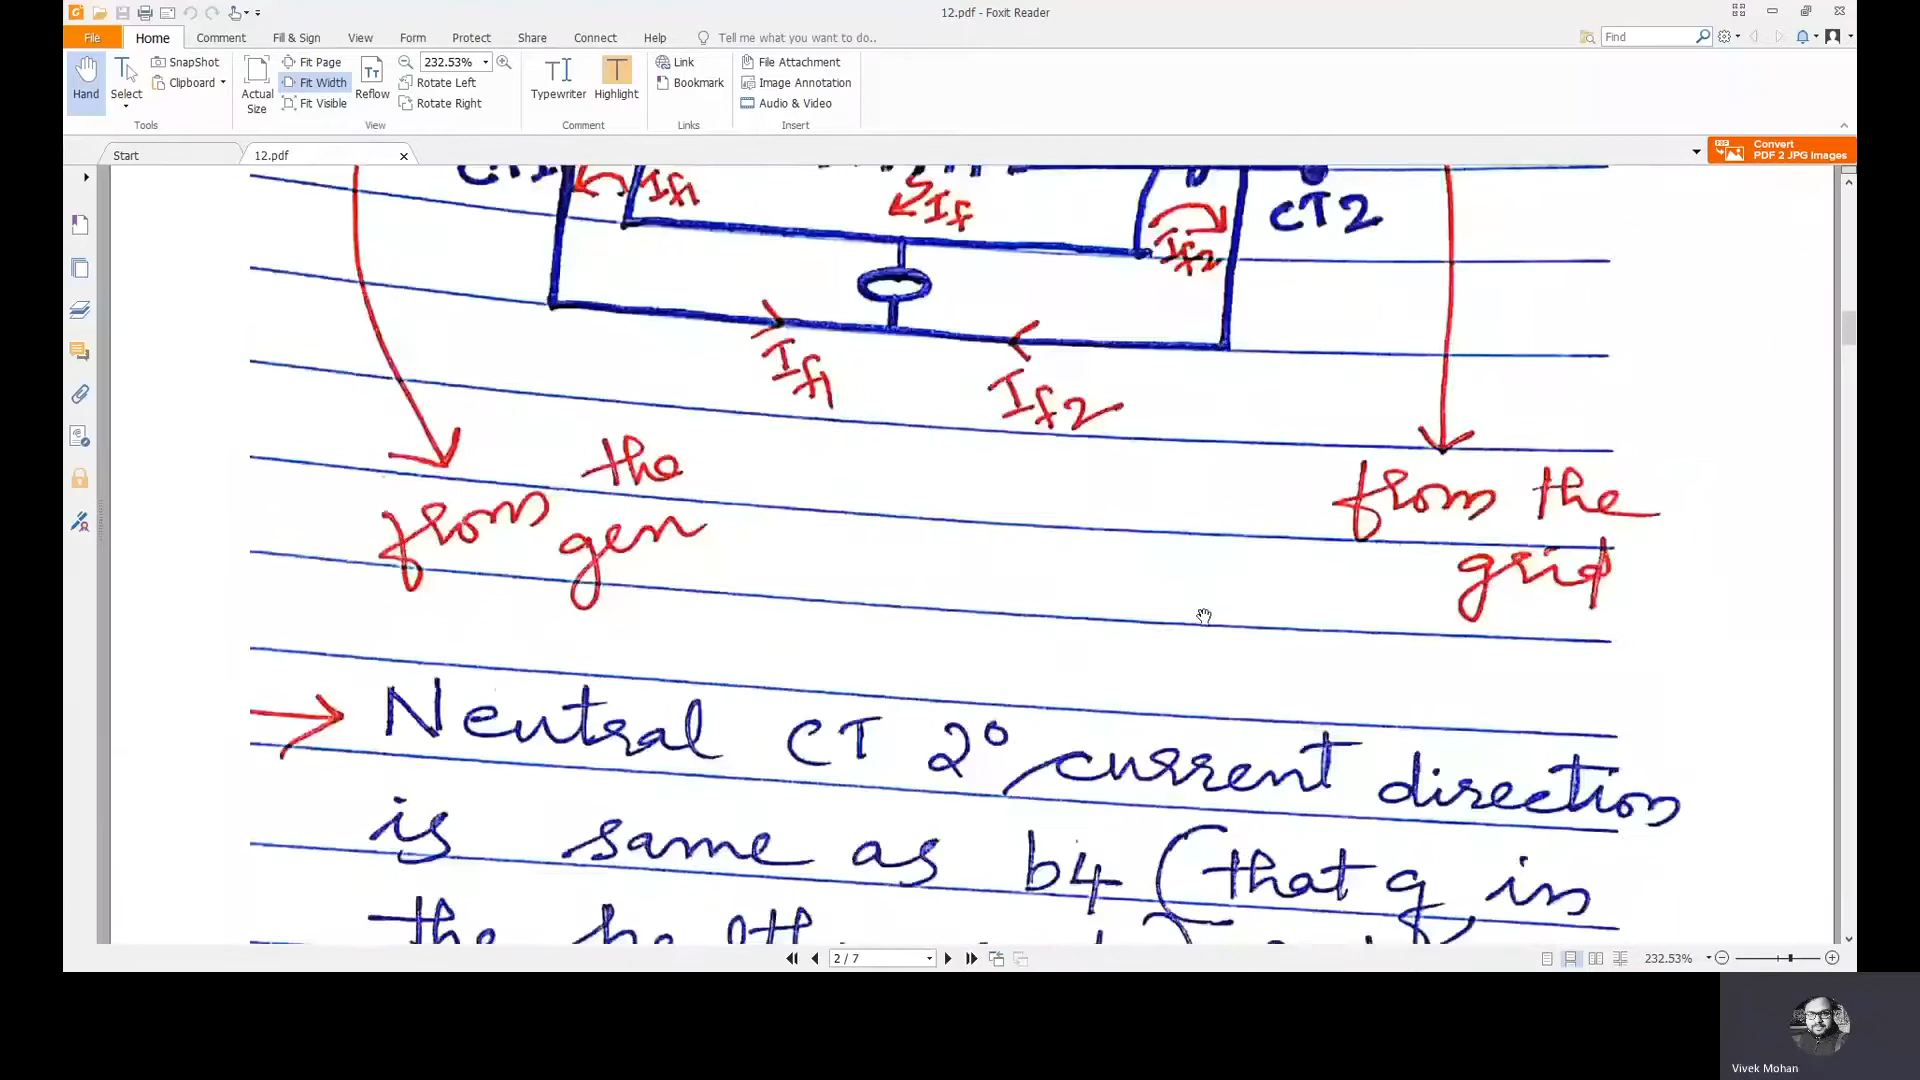 12.pdf - Foxit Reader
File Home Comment Fill & Sign View Form Protect Share Connect Help Tell me what you want to do.. Find
Hand Select SnapShot Clipboard Actual Size Fit Page Fit Width Fit Visible Reflow 232.53% Rotate Left Rotate Right Typewriter Highlight Link Bookmark File Attachment Image Annotation Audio & Video
Tools View Comment Links Insert
Start 12.pdf Convert
PDF 2 JPG Images
CT1 If1 If If2 CT2
If1 If2
from the gen
from the grid
→ Neutral CT 2° current direction
is same as b4 (that q in
2 / 7 232.53%
Vivek Mohan